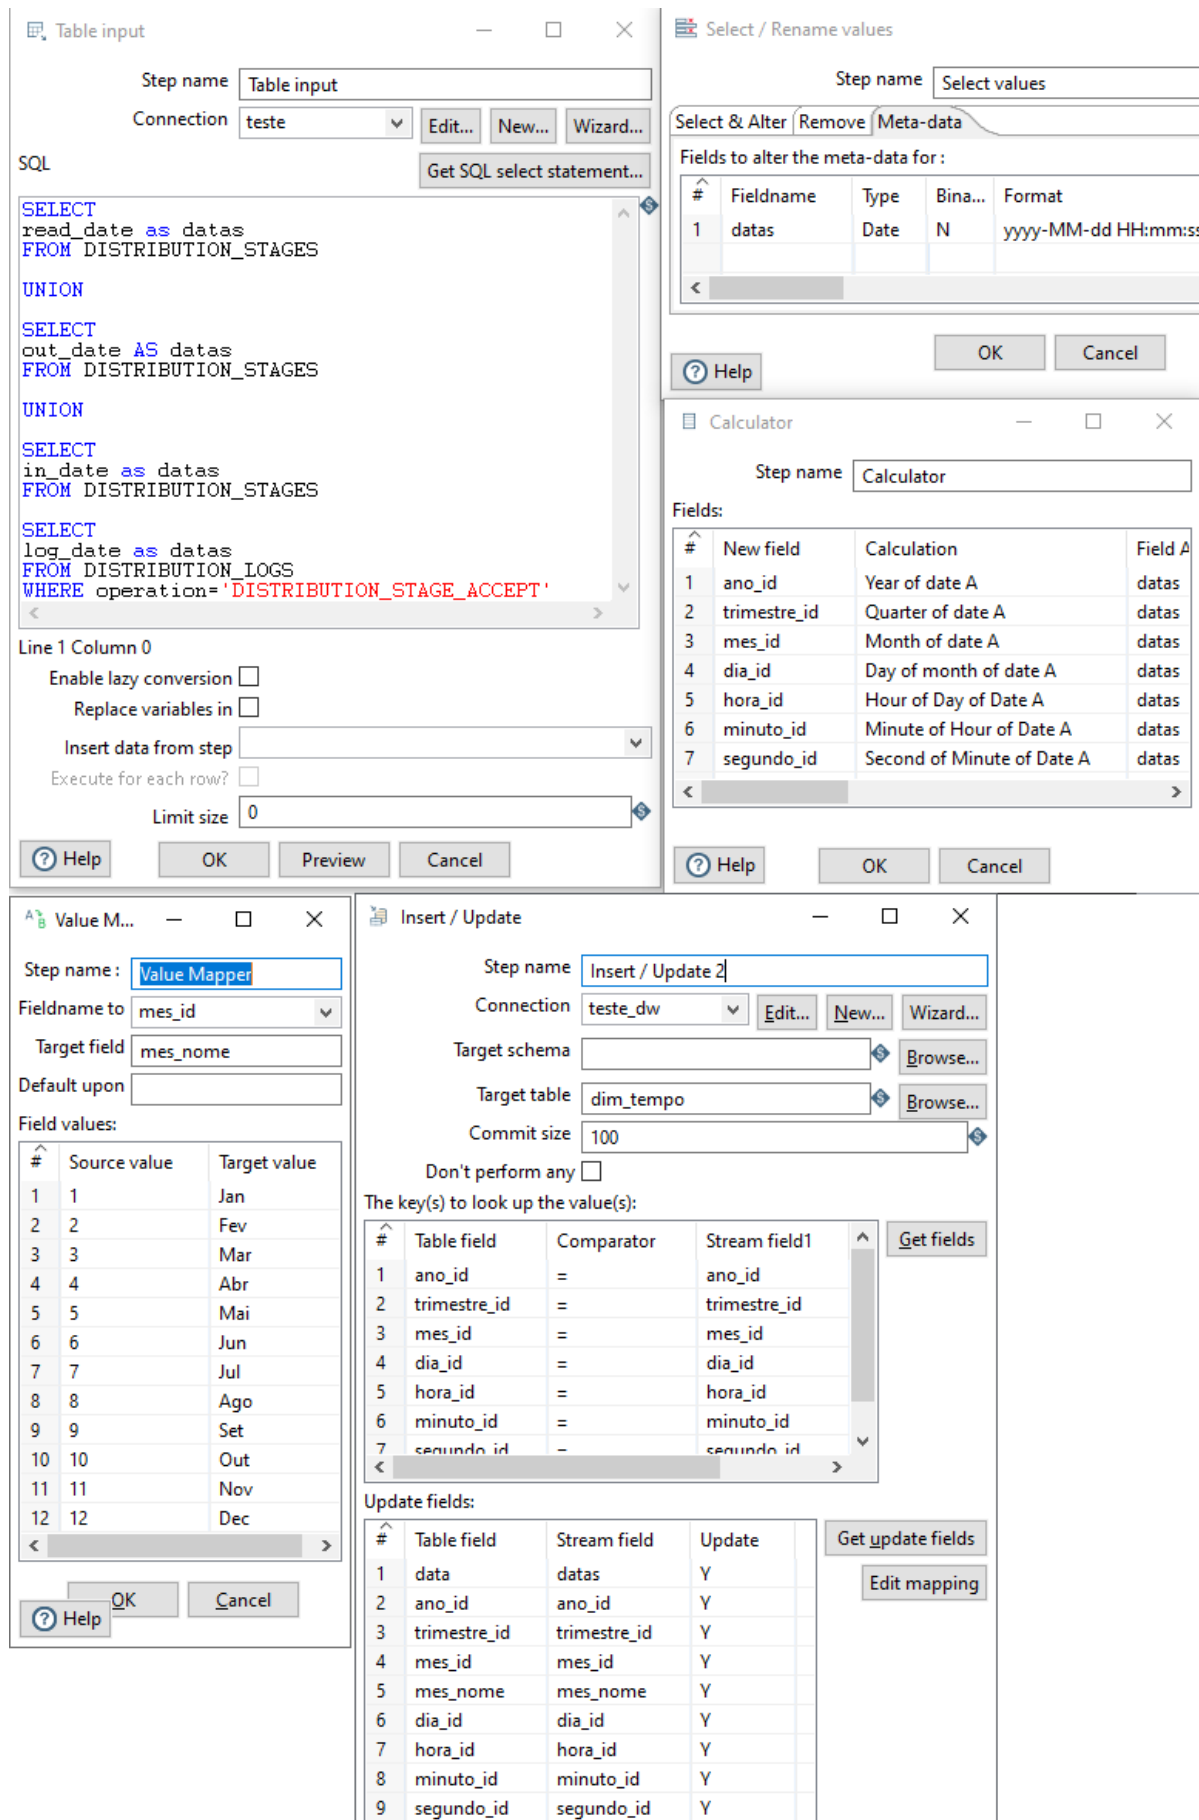 Table input
Step name Table input
Connection teste Edit... New... Wizard...
SQL Get SQL select statement...
SELECT
read_date as datas
FROM DISTRIBUTION_STAGES
UNION
SELECT
out_date AS datas
FROM DISTRIBUTION_STAGES
UNION
SELECT
in_date as datas
FROM DISTRIBUTION_STAGES
SELECT
log_date as datas
FROM DISTRIBUTION_LOGS
WHERE operation='DISTRIBUTION_STAGE_ACCEPT'
Line 1 Column 0
Enable lazy conversion
Replace variables in
Insert data from step
Execute for each row?
Limit size 0
Help OK Preview Cancel
Select / Rename values
Step name Select values
Select & Alter Remove Meta-data
Fields to alter the meta-data for :
# Fieldname Type Bina... Format
1 datas Date N yyyy-MM-dd HH:mm:ss
OK Cancel
Help
Calculator
Step name Calculator
Fields:
# New field Calculation Field A
1 ano_id Year of date A datas
2 trimestre_id Quarter of date A datas
3 mes_id Month of date A datas
4 dia_id Day of month of date A datas
5 hora_id Hour of Day of Date A datas
6 minuto_id Minute of Hour of Date A datas
7 segundo_id Second of Minute of Date A datas
Help OK Cancel
Value M...
Step name : Value Mapper
Fieldname to mes_id
Target field mes_nome
Default upon
Field values:
# Source value Target value
1 1 Jan
2 2 Fev
3 3 Mar
4 4 Abr
5 5 Mai
6 6 Jun
7 7 Jul
8 8 Ago
9 9 Set
10 10 Out
11 11 Nov
12 12 Dec
OK Cancel
Help
Insert / Update
Step name Insert / Update 2
Connection teste_dw Edit... New... Wizard...
Target schema Browse...
Target table dim_tempo Browse...
Commit size 100
Don't perform any
The key(s) to look up the value(s):
# Table field Comparator Stream field1 Get fields
1 ano_id = ano_id
2 trimestre_id = trimestre_id
3 mes_id = mes_id
4 dia_id = dia_id
5 hora_id = hora_id
6 minuto_id = minuto_id
7 segundo_id = segundo_id
Update fields:
# Table field Stream field Update Get update fields
1 data datas Y Edit mapping
2 ano_id ano_id Y
3 trimestre_id trimestre_id Y
4 mes_id mes_id Y
5 mes_nome mes_nome Y
6 dia_id dia_id Y
7 hora_id hora_id Y
8 minuto_id minuto_id Y
9 segundo_id segundo_id Y